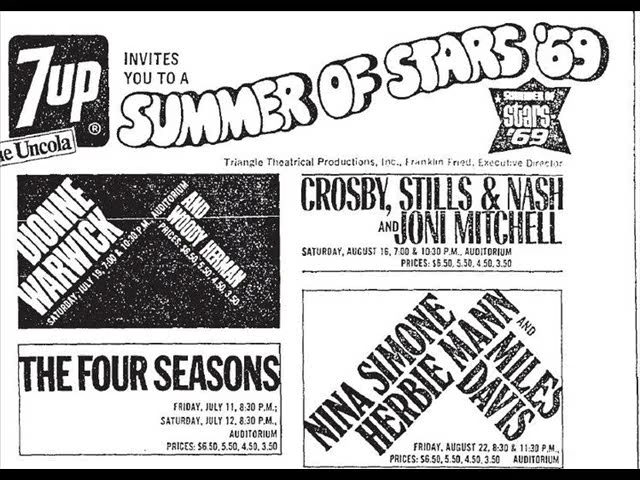 7up
®
INVITES
YOU TO A
SUMMER OF STARS '69
Uncola
SUMMER OF
STARS
'69
Triangle Theatrical Productions, Inc., Franklin Fried, Executive Director
DIONNE
WARWICK
SATURDAY, JULY 19, 7:00 & 10:30 P.M., AUDITORIUM
AND
WOODY HERMAN
PRICES: $6.50, 5.50, 4.50, 3.50
THE FOUR SEASONS
FRIDAY, JULY 11, 8:30 P.M.;
SATURDAY, JULY 12, 8:30 P.M.,
AUDITORIUM
PRICES: $6.50, 5.50, 4.50, 3.50
CROSBY, STILLS & NASH
AND JONI MITCHELL
SATURDAY, AUGUST 16, 7:00 & 10:30 P.M., AUDITORIUM
PRICES: $6.50, 5.50, 4.50, 3.50
NINA SIMONE
HERBIE MANN
AND
MILES
DAVIS
FRIDAY, AUGUST 22, 8:30 & 11:30 P.M.,
PRICES: $6.50, 5.50, 4.50, 3.50 AUDITORIUM